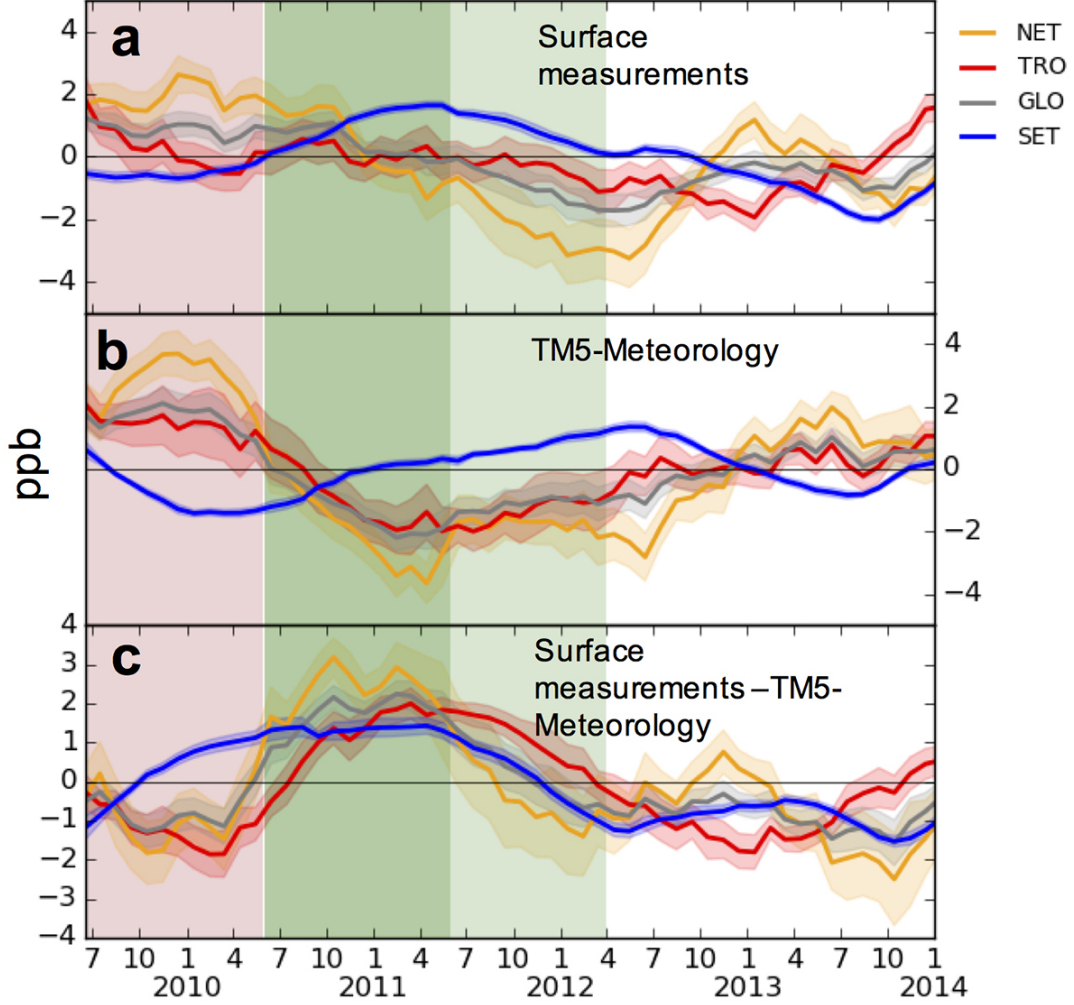 a
Surface
measurements
4
2
0
−2
−4
NET
TRO
GLO
SET
b
TM5-Meteorology
4
2
0
−2
−4
ppb
c
Surface
measurements –TM5-
Meteorology
4
3
2
1
0
−1
−2
−3
−4
7 10 1 4 7 10 1 4 7 10 1 4 7 10 1 4 7 10 1
2010 2011 2012 2013 2014